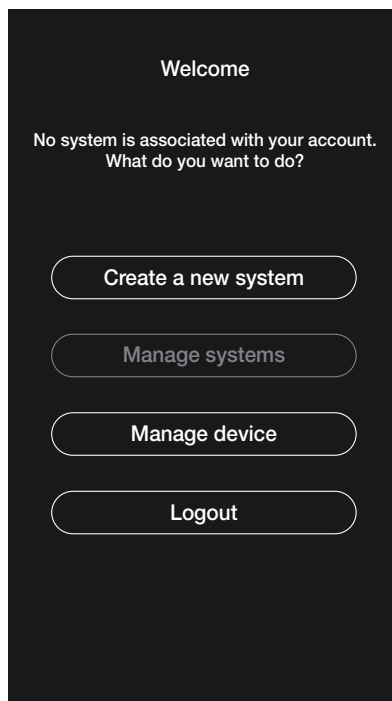 Welcome
No system is associated with your account.
What do you want to do?
Create a new system
Manage systems
Manage device
Logout